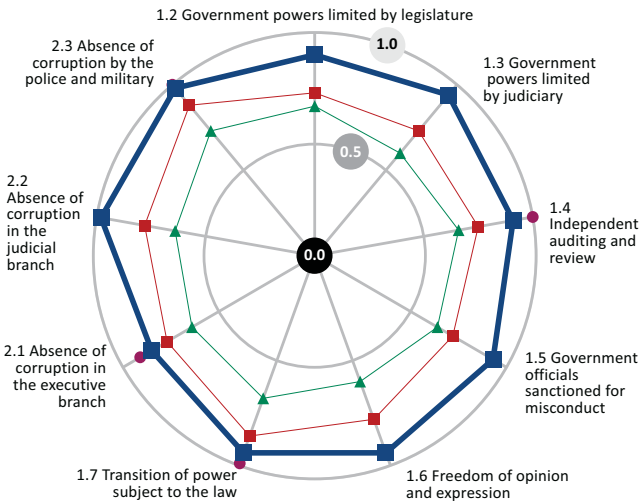 1.2 Government powers limited by legislature
1.0
1.3 Government
powers limited
by judiciary
0.5
1.4
Independent
auditing and
review
0.0
1.5 Government
officials
sanctioned for
misconduct
1.6 Freedom of opinion
and expression
1.7 Transition of power
subject to the law
2.1 Absence of
corruption in
the executive
branch
2.2
Absence of
corruption
in the
judicial
branch
2.3 Absence of
corruption by the
police and military